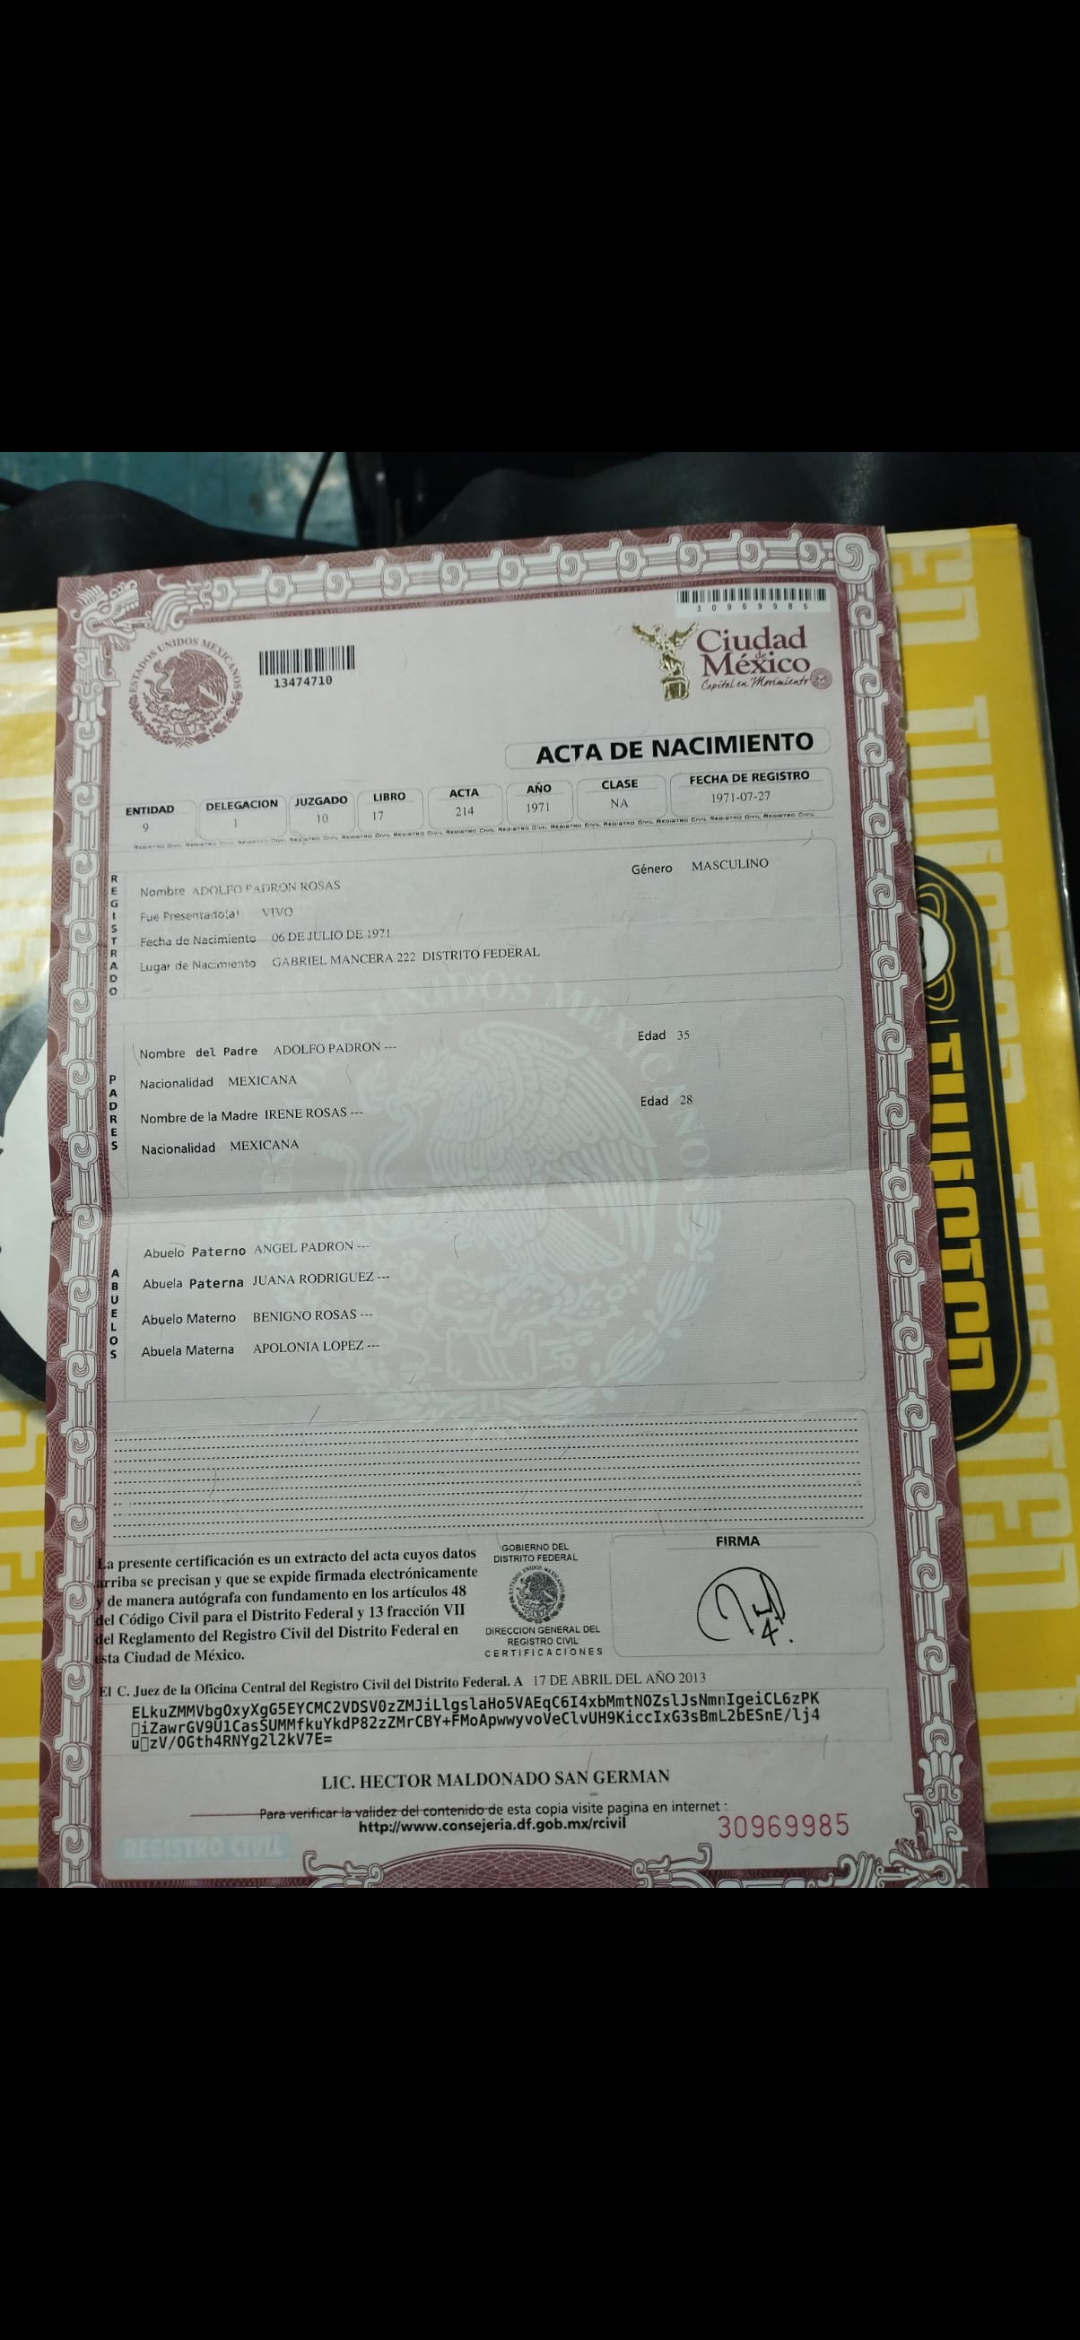 30969985
ESTADOS UNIDOS MEXICANOS
13474710
Ciudad
de
México
Capital en Movimiento
ACTA DE NACIMIENTO
ENTIDAD DELEGACION JUZGADO LIBRO ACTA AÑO CLASE FECHA DE REGISTRO
9 1 10 17 214 1971 NA 1971-07-27
REGISTRADO
Nombre ADOLFO PADRON ROSAS Género MASCULINO
Fue Presentado(a) VIVO
Fecha de Nacimiento 06 DE JULIO DE 1971
Lugar de Nacimiento GABRIEL MANCERA 222 DISTRITO FEDERAL
PADRES
Nombre del Padre ADOLFO PADRON --- Edad 35
Nacionalidad MEXICANA
Nombre de la Madre IRENE ROSAS --- Edad 28
Nacionalidad MEXICANA
ABUELOS
Abuelo Paterno ANGEL PADRON ---
Abuela Paterna JUANA RODRIGUEZ ---
Abuelo Materno BENIGNO ROSAS ---
Abuela Materna APOLONIA LOPEZ ---
La presente certificación es un extracto del acta cuyos datos
arriba se precisan y que se expide firmada electrónicamente
y de manera autógrafa con fundamento en los artículos 48
del Código Civil para el Distrito Federal y 13 fracción VII
del Reglamento del Registro Civil del Distrito Federal en
esta Ciudad de México.
GOBIERNO DEL
DISTRITO FEDERAL
DIRECCION GENERAL DEL
REGISTRO CIVIL
CERTIFICACIONES
FIRMA
El C. Juez de la Oficina Central del Registro Civil del Distrito Federal. A 17 DE ABRIL DEL AÑO 2013
ELkuZMMVbgOxyXgG5EYCMC2VDSV0zZMJiLlgslaHo5VAEqC6I4xbMmtNOZslJsNmnIgeiCL6zPK
iZawrGV9U1CasSUMMfkuYkdP82zZMrCBY+FMoApwwyvoVeClvUH9KiccIxG3sBmL2bESnE/lj4
u zV/OGth4RNYg2l2kV7E=
LIC. HECTOR MALDONADO SAN GERMAN
Para verificar la validez del contenido de esta copia visite pagina en internet :
http://www.consejeria.df.gob.mx/rcivil
30969985
REGISTRO CIVIL